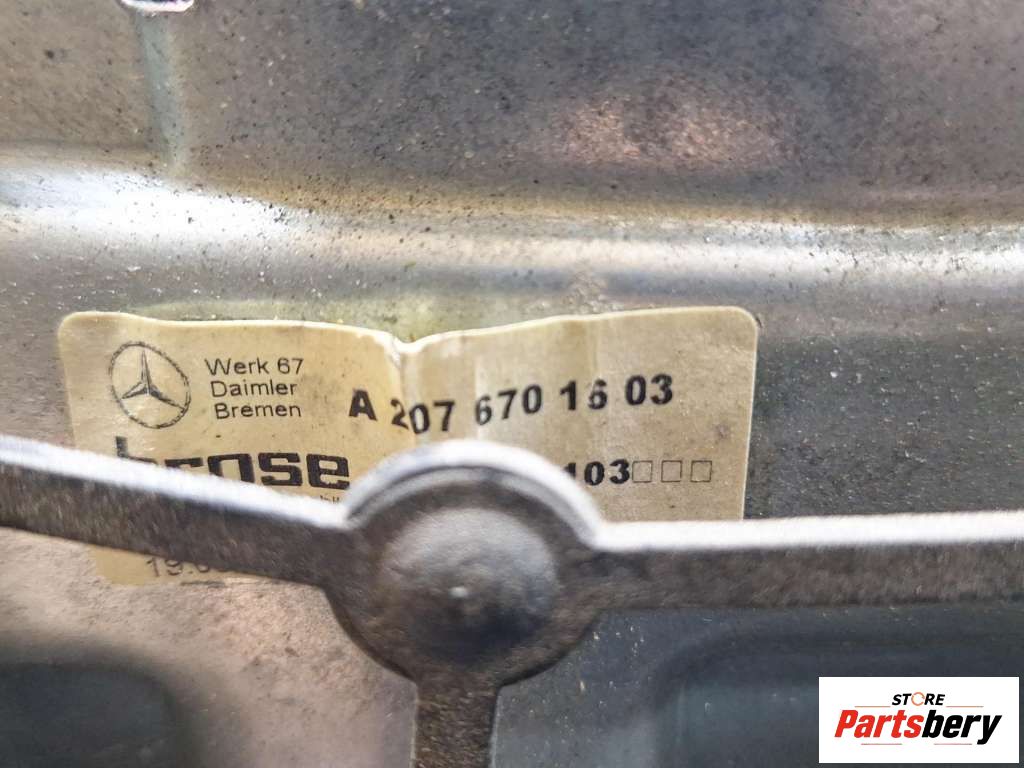 Werk 67
Daimler
Bremen
A 207 670 16 03
brose
103□□□
STORE
Partsbery